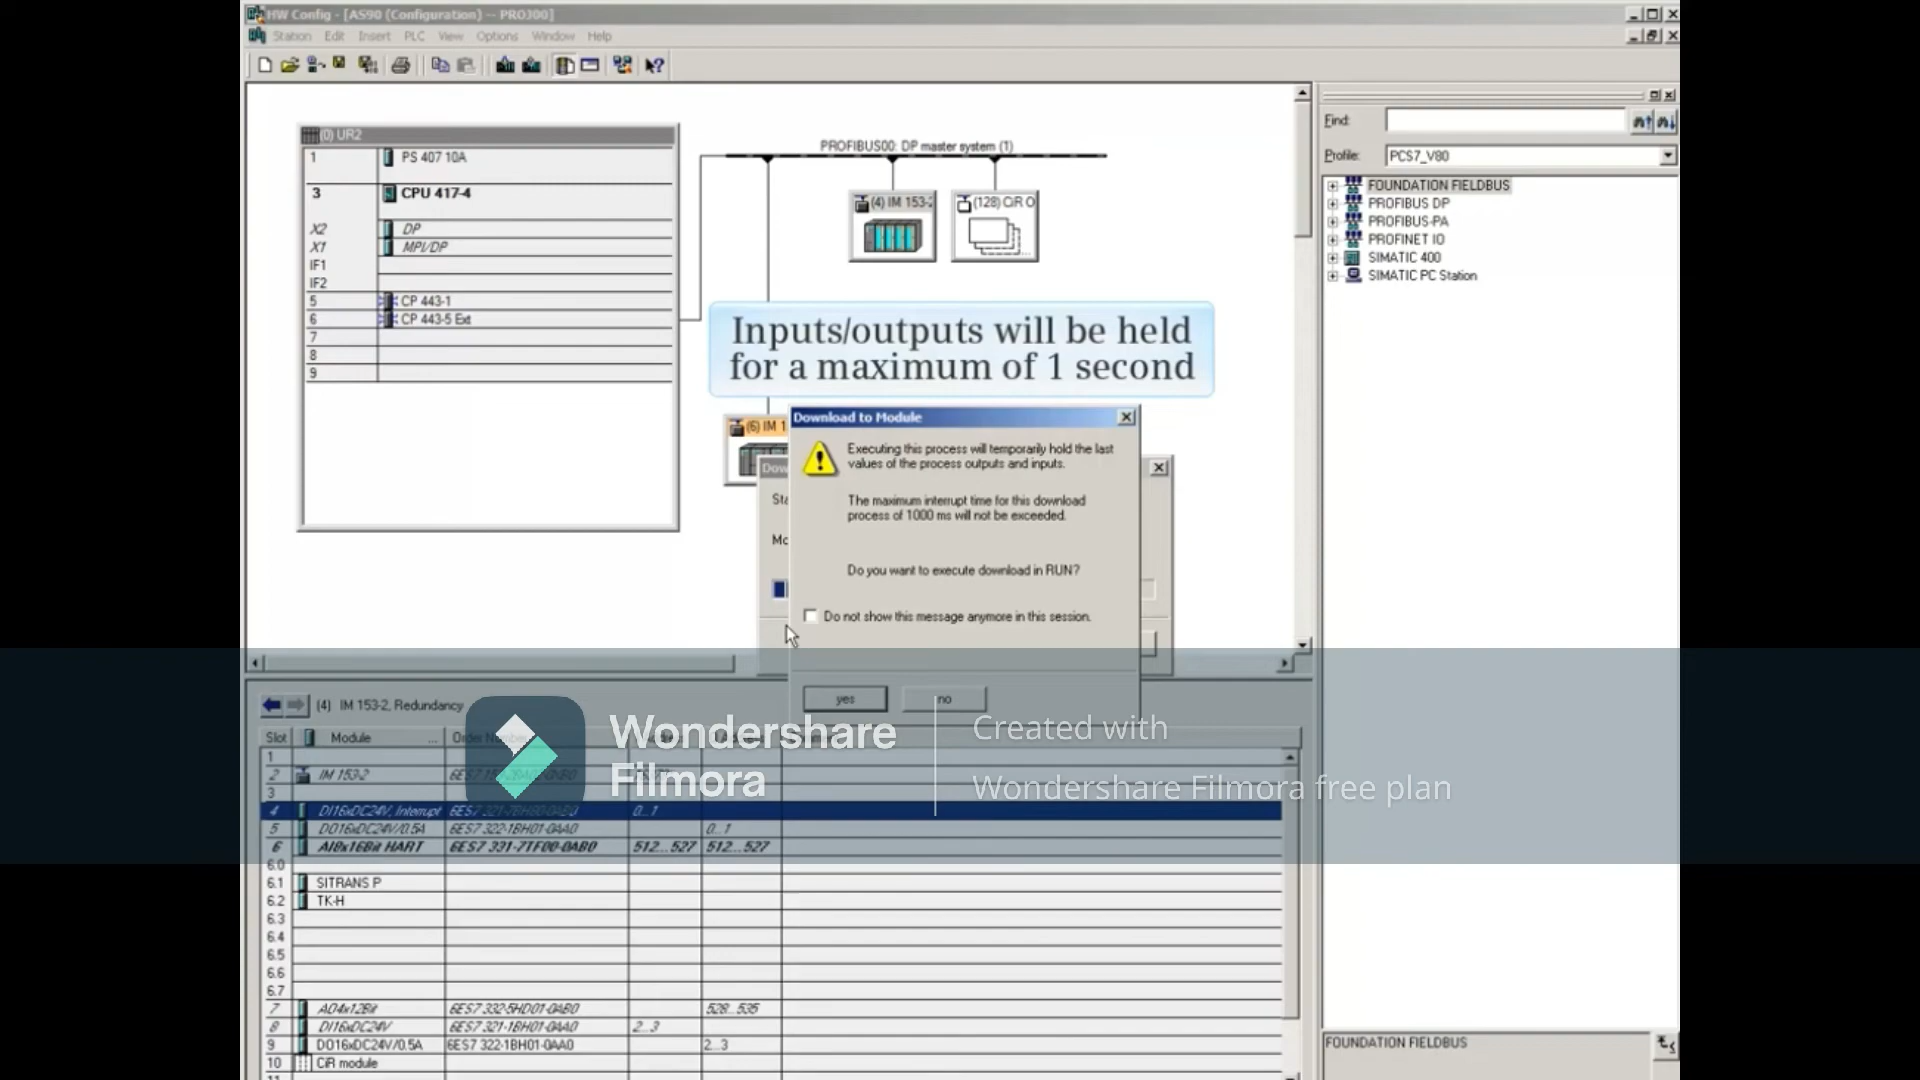 HW Config - [AS90 (Configuration) -- PRO300]
Station Edit Insert PLC View Options Window Help
(0) UR2
1 PS 407 10A
3 CPU 417-4
X2 DP
X1 MPI/DP
IF1
IF2
5 CP 443-1
6 CP 443-5 Ext
7
8
9
PROFIBUS00: DP master system (1)
(4) IM 153-2
(128) CiR O
Inputs/outputs will be held
for a maximum of 1 second
(6) IM 1
Download to Module
Executing this process will temporarily hold the last
values of the process outputs and inputs.
The maximum interrupt time for this download
process of 1000 ms will not be exceeded.
Do you want to execute download in RUN?
Do not show this message anymore in this session.
yes no
Dow
Sta
Mo
Find:
Profile: PCS7_V80
FOUNDATION FIELDBUS
PROFIBUS DP
PROFIBUS-PA
PROFINET IO
SIMATIC 400
SIMATIC PC Station
(4) IM 153-2, Redundancy
Slot Module ...
1
2 IM 153-2
3
4 DI16xDC24V, Interrupt 6ES7 321-7BH00-0AB0 0...1
5 DO16xDC24V/0.5A 6ES7 322-1BH01-0AA0 0...1
6 AI8x16Bit HART 6ES7 331-7TF00-0AB0 512...527 512...527
6.0
6.1 SITRANS P
6.2 TK-H
6.3
6.4
6.5
6.6
6.7
7 AO4x12Bit 6ES7 332-5HD01-0AB0 528...535
8 DI16xDC24V 6ES7 321-1BH01-0AA0 2...3
9 DO16xDC24V/0.5A 6ES7 322-1BH01-0AA0 2...3
10 CiR module
11
FOUNDATION FIELDBUS
Wondershare
Filmora
Created with
Wondershare Filmora free plan